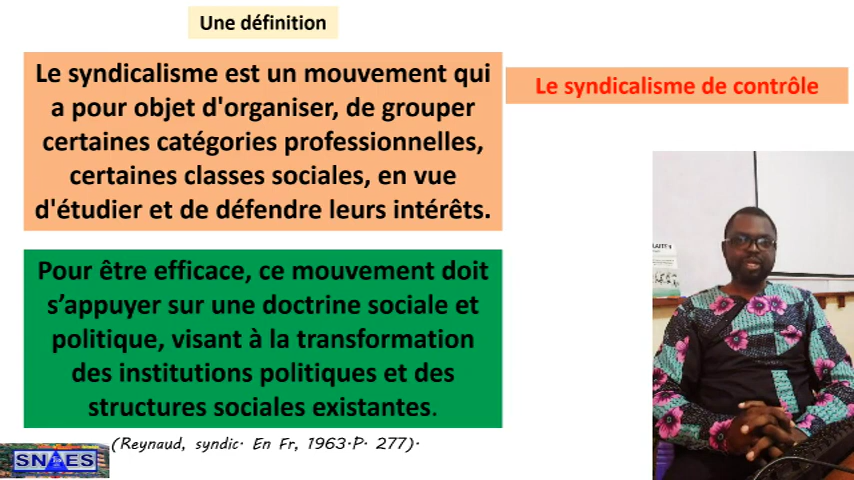 Une définition
Le syndicalisme est un mouvement qui
a pour objet d'organiser, de grouper
certaines catégories professionnelles,
certaines classes sociales, en vue
d'étudier et de défendre leurs intérêts.
Le syndicalisme de contrôle
Pour être efficace, ce mouvement doit
s’appuyer sur une doctrine sociale et
politique, visant à la transformation
des institutions politiques et des
structures sociales existantes.
(Reynaud, syndic. En Fr, 1963.P. 277).
SNAES